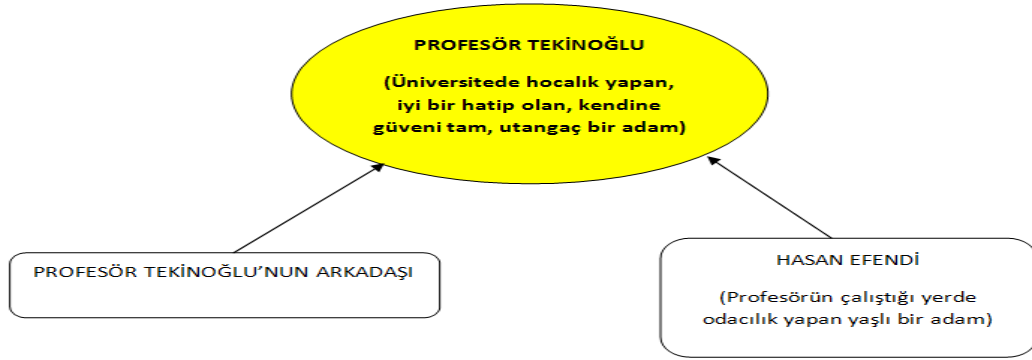 PROFESÖR TEKİNOĞLU
(Üniversitede hocalık yapan,
iyi bir hatip olan, kendine
güveni tam, utangaç bir adam)
PROFESÖR TEKİNOĞLU'NUN ARKADAŞI
HASAN EFENDİ
(Profesörün çalıştığı yerde
odacılık yapan yaşlı bir adam)